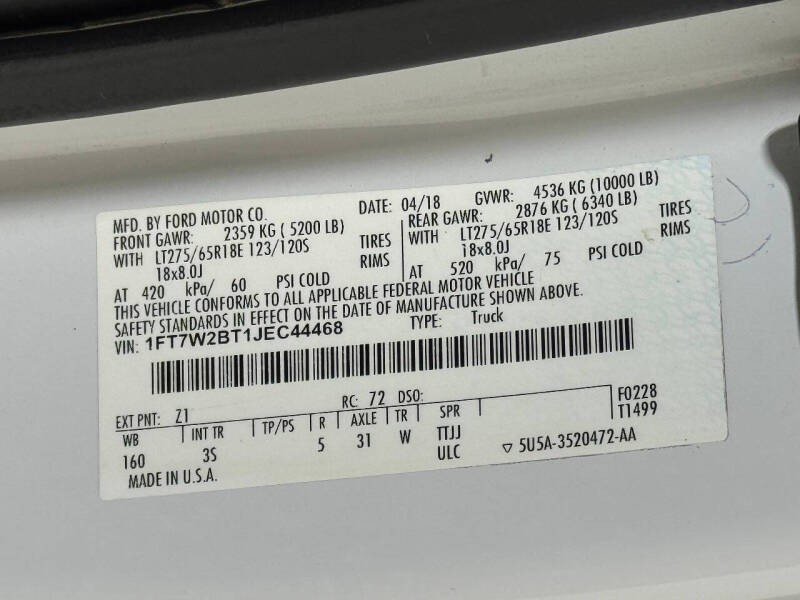 MFD. BY FORD MOTOR CO. DATE: 04/18 GVWR: 4536 KG (10000 LB)
FRONT GAWR: 2359 KG ( 5200 LB) REAR GAWR: 2876 KG ( 6340 LB)
WITH LT275/65R18E 123/120S TIRES WITH LT275/65R18E 123/120S TIRES
18x8.0J RIMS 18x8.0J RIMS
AT 420 kPa/ 60 PSI COLD AT 520 kPa/ 75 PSI COLD
THIS VEHICLE CONFORMS TO ALL APPLICABLE FEDERAL MOTOR VEHICLE
SAFETY STANDARDS IN EFFECT ON THE DATE OF MANUFACTURE SHOWN ABOVE.
VIN: 1FT7W2BT1JEC44468 TYPE: Truck
EXT PNT: Z1 RC: 72 DSO: F0228
WB INT TR TP/PS R AXLE TR SPR T1499
160 3S 5 31 W TTJJ
ULC ▽ 5U5A-3520472-AA
MADE IN U.S.A.